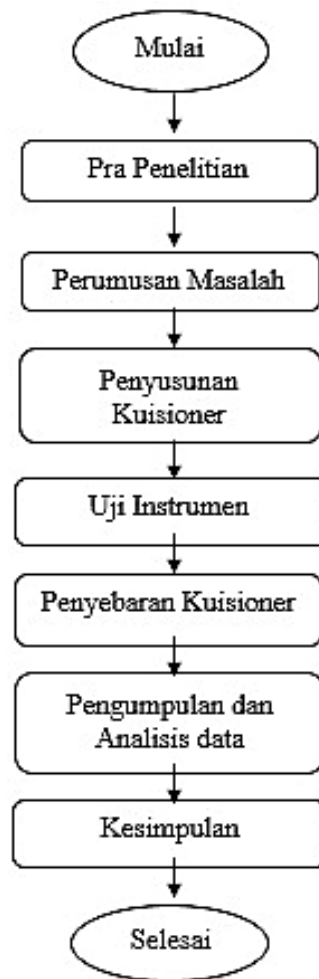 Mulai
Pra Penelitian
Perumusan Masalah
Penyusunan
Kuisioner
Uji Instrumen
Penyebaran Kuisioner
Pengumpulan dan
Analisis data
Kesimpulan
Selesai